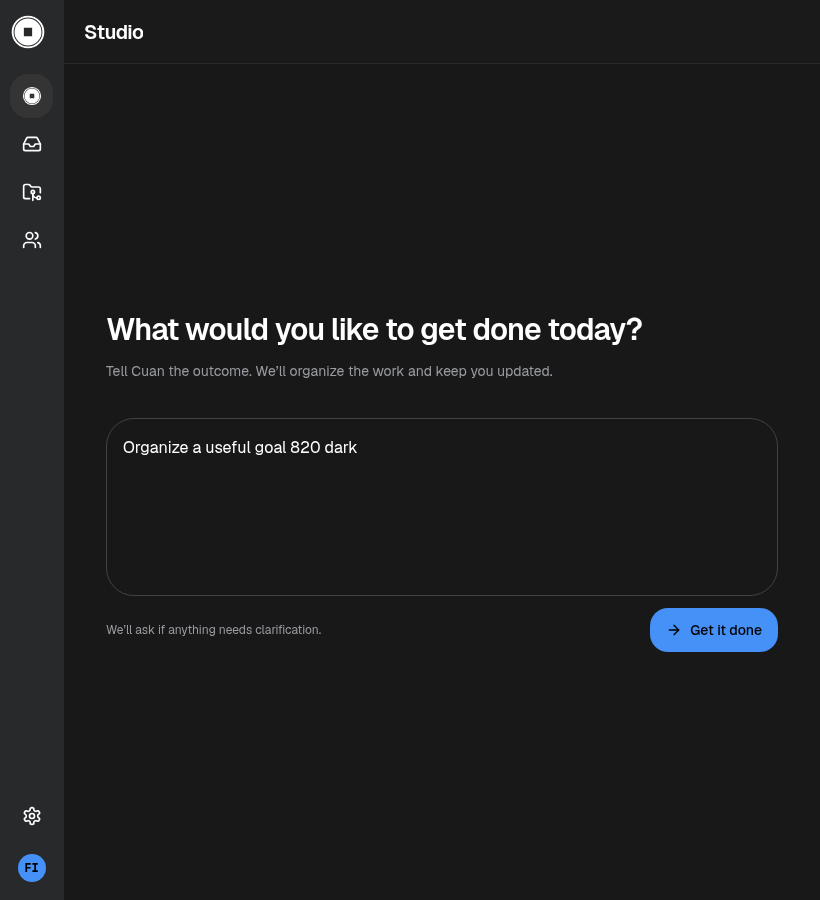 Studio
What would you like to get done today?
Tell Cuan the outcome. We’ll organize the work and keep you updated.
Organize a useful goal 820 dark
We’ll ask if anything needs clarification.
Get it done
FI